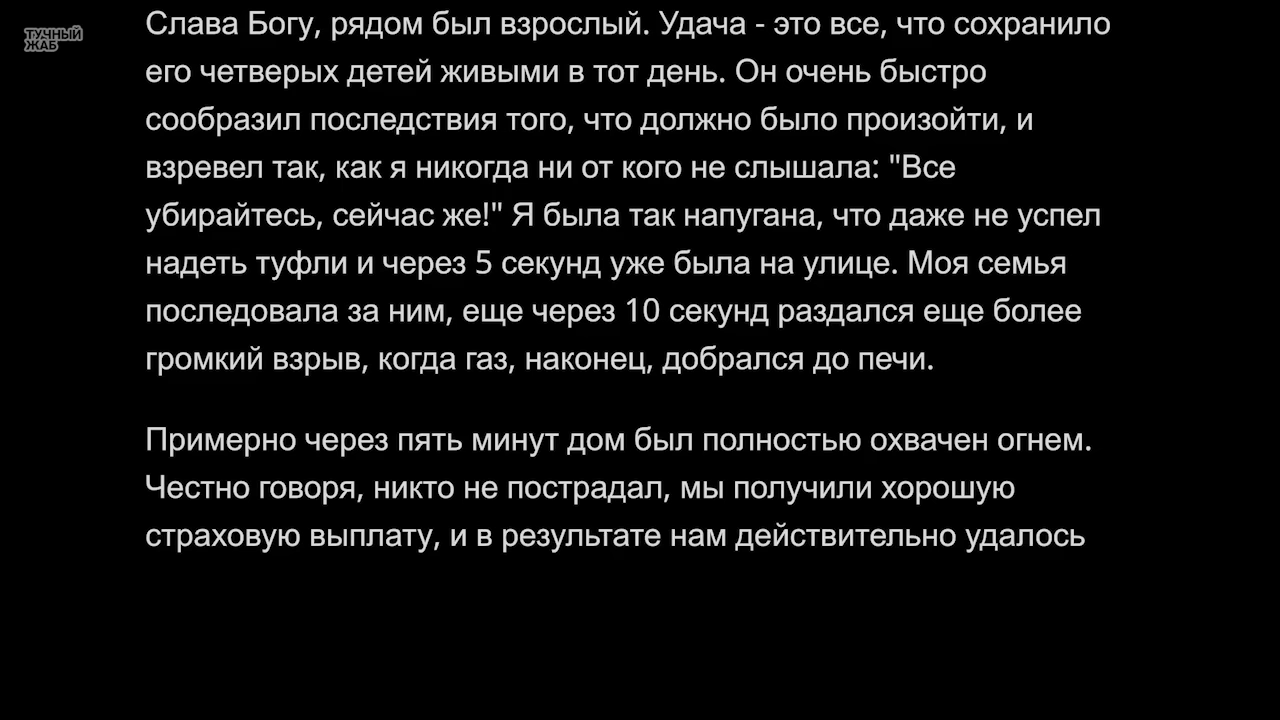 ТУЧНЫЙ
ЖАБ
Слава Богу, рядом был взрослый. Удача - это все, что сохранило
его четверых детей живыми в тот день. Он очень быстро
сообразил последствия того, что должно было произойти, и
взревел так, как я никогда ни от кого не слышала: "Все
убирайтесь, сейчас же!" Я была так напугана, что даже не успел
надеть туфли и через 5 секунд уже была на улице. Моя семья
последовала за ним, еще через 10 секунд раздался еще более
громкий взрыв, когда газ, наконец, добрался до печи.
Примерно через пять минут дом был полностью охвачен огнем.
Честно говоря, никто не пострадал, мы получили хорошую
страховую выплату, и в результате нам действительно удалось